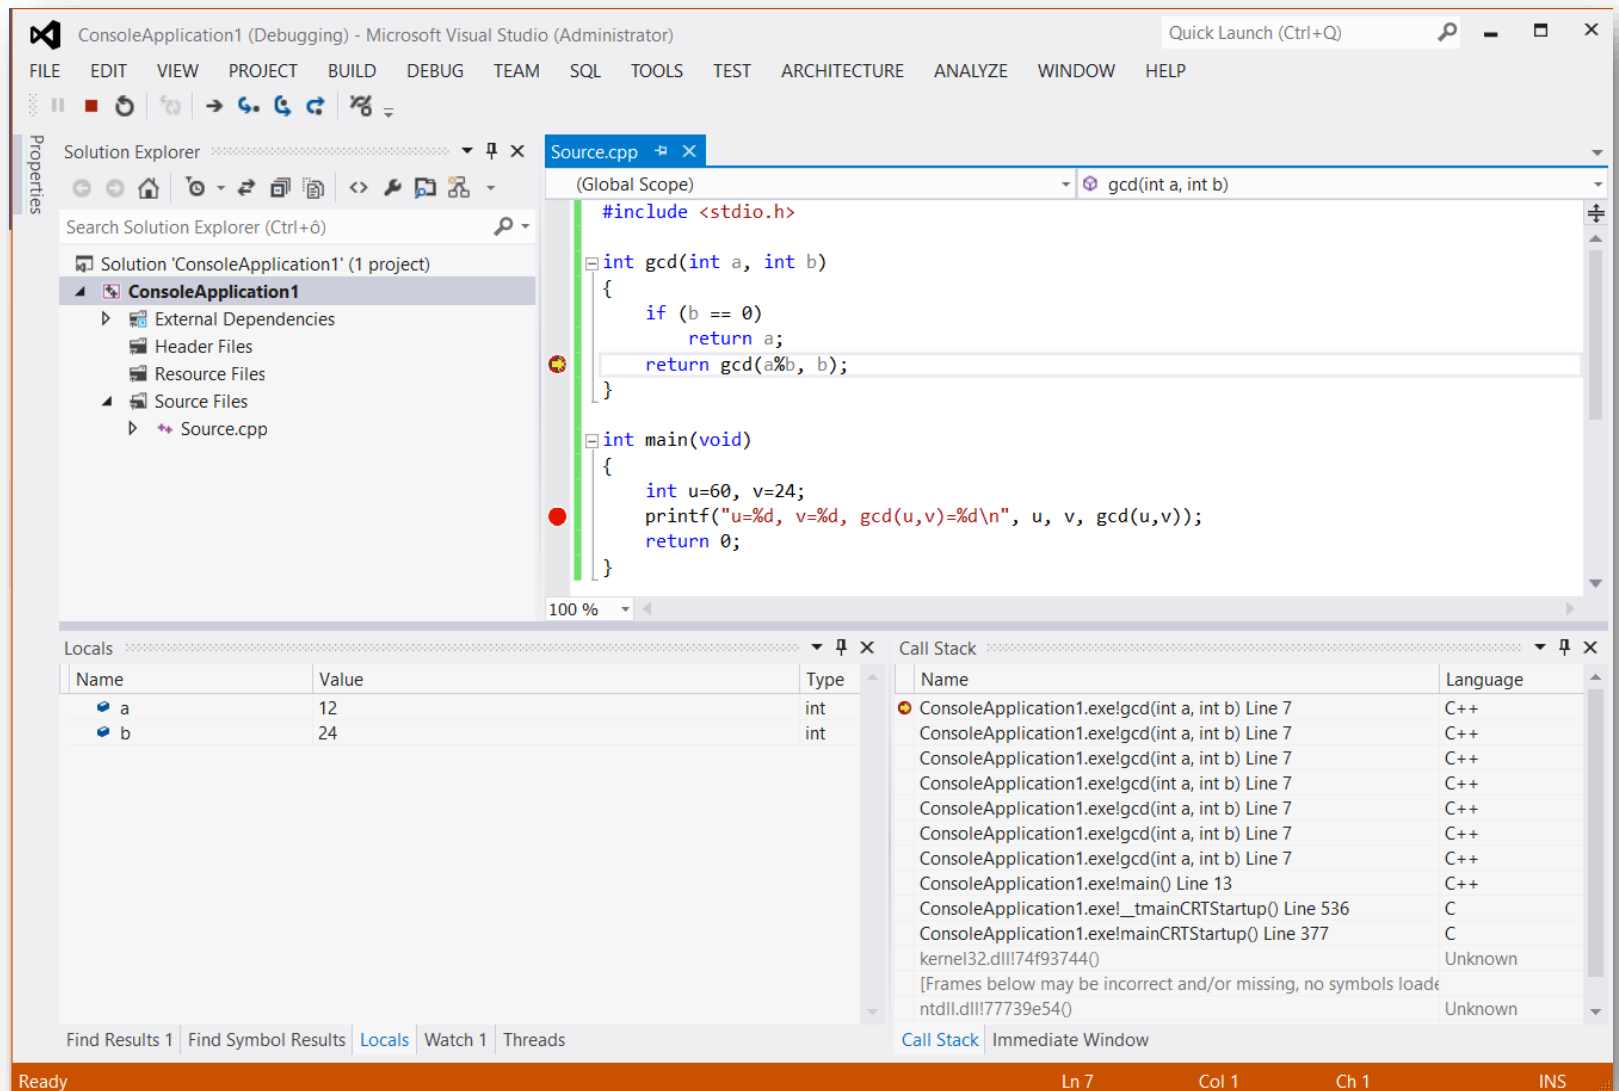 ConsoleApplication1 (Debugging) - Microsoft Visual Studio (Administrator)
Quick Launch (Ctrl+Q)
FILE EDIT VIEW PROJECT BUILD DEBUG TEAM SQL TOOLS TEST ARCHITECTURE ANALYZE WINDOW HELP
Properties
Solution Explorer
Search Solution Explorer (Ctrl+ô)
Solution 'ConsoleApplication1' (1 project)
ConsoleApplication1
External Dependencies
Header Files
Resource Files
Source Files
Source.cpp
Source.cpp
(Global Scope)
gcd(int a, int b)
#include <stdio.h>
int gcd(int a, int b)
{
if (b == 0)
return a;
return gcd(a%b, b);
}
int main(void)
{
int u=60, v=24;
printf("u=%d, v=%d, gcd(u,v)=%d\n", u, v, gcd(u,v));
return 0;
}
100 %
Locals
Name Value Type
a 12 int
b 24 int
Find Results 1 Find Symbol Results Locals Watch 1 Threads
Call Stack
Name Language
ConsoleApplication1.exe!gcd(int a, int b) Line 7 C++
ConsoleApplication1.exe!gcd(int a, int b) Line 7 C++
ConsoleApplication1.exe!gcd(int a, int b) Line 7 C++
ConsoleApplication1.exe!gcd(int a, int b) Line 7 C++
ConsoleApplication1.exe!gcd(int a, int b) Line 7 C++
ConsoleApplication1.exe!gcd(int a, int b) Line 7 C++
ConsoleApplication1.exe!gcd(int a, int b) Line 7 C++
ConsoleApplication1.exe!main() Line 13 C++
ConsoleApplication1.exe!__tmainCRTStartup() Line 536 C
ConsoleApplication1.exe!mainCRTStartup() Line 377 C
kernel32.dll!74f93744() Unknown
[Frames below may be incorrect and/or missing, no symbols loade
ntdll.dll!77739e54() Unknown
Call Stack Immediate Window
Ready Ln 7 Col 1 Ch 1 INS